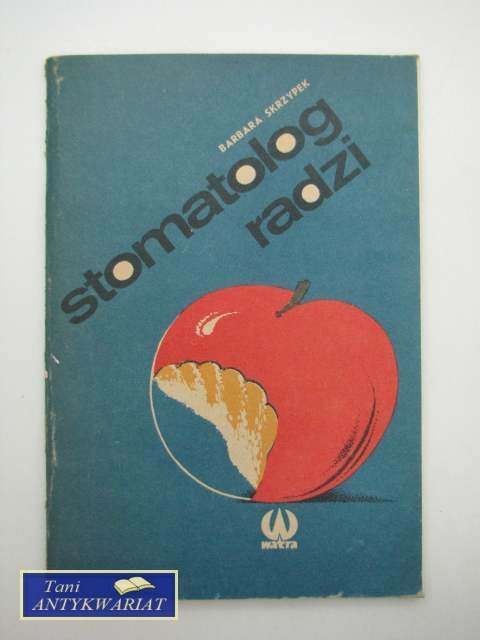 BARBARA SKRZYPEK
stomatolog
radzi
watra
Tani
ANTYKWARIAT